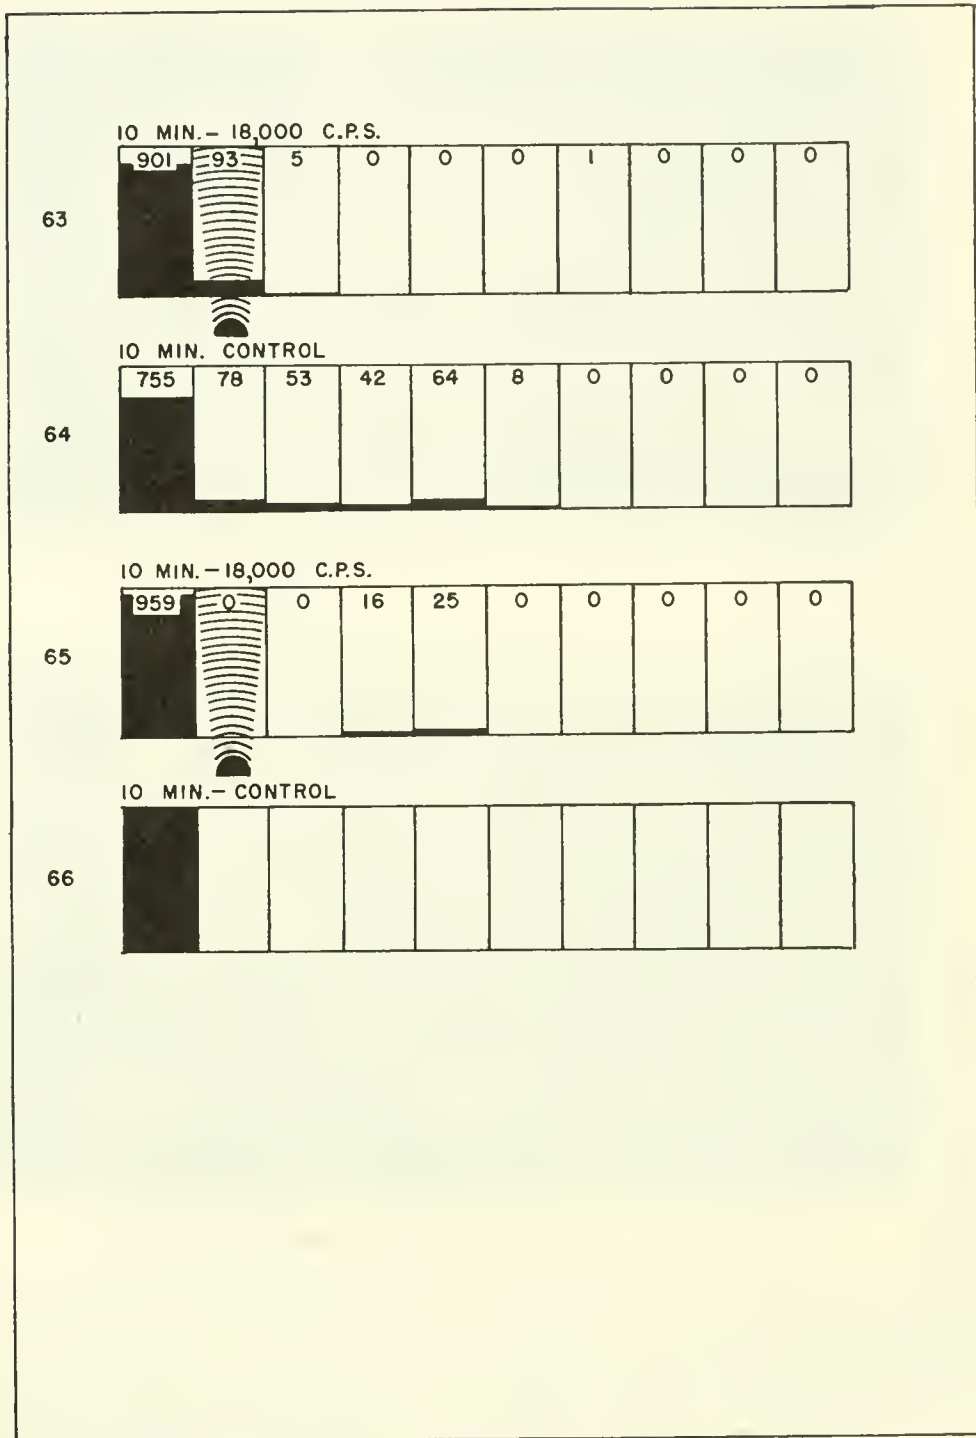 10 MIN.-18,000 C.P.S.
901 93 5 0 0 0 1 0 0 0
63
10 MIN. CONTROL
755 78 53 42 64 8 0 0 0 0
64
10 MIN.-18,000 C.P.S.
959 0 0 16 25 0 0 0 0 0
65
10 MIN.-CONTROL
66